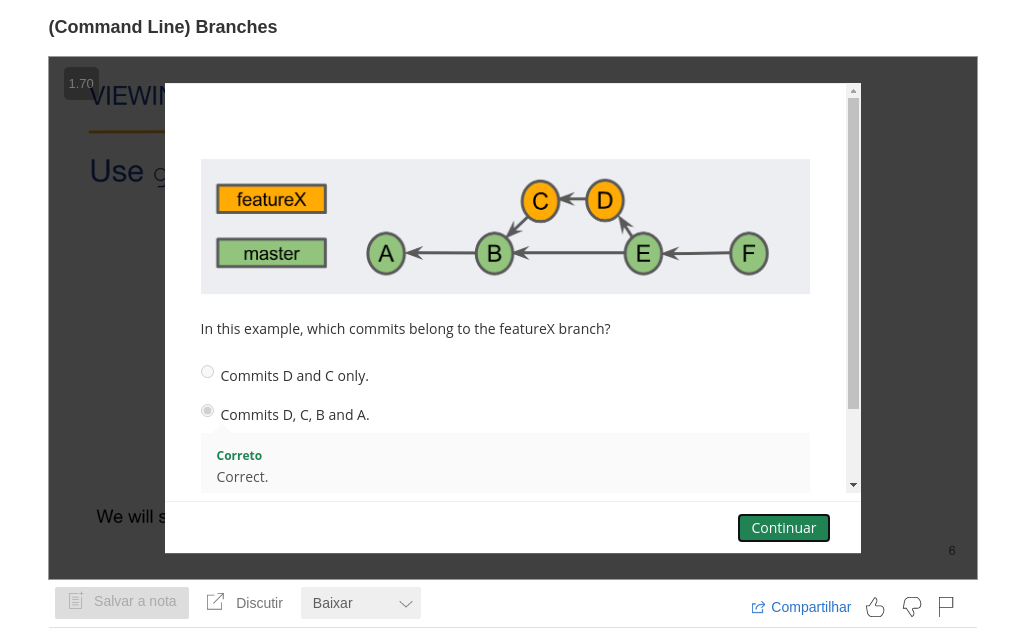 (Command Line) Branches
1.70
VIEWIN
Use g
featureX
C
D
master
A
B
E
F
In this example, which commits belong to the featureX branch?
Commits D and C only.
Commits D, C, B and A.
Correto
Correct.
We will s
Continuar
6
Salvar a nota
Discutir
Baixar
Compartilhar